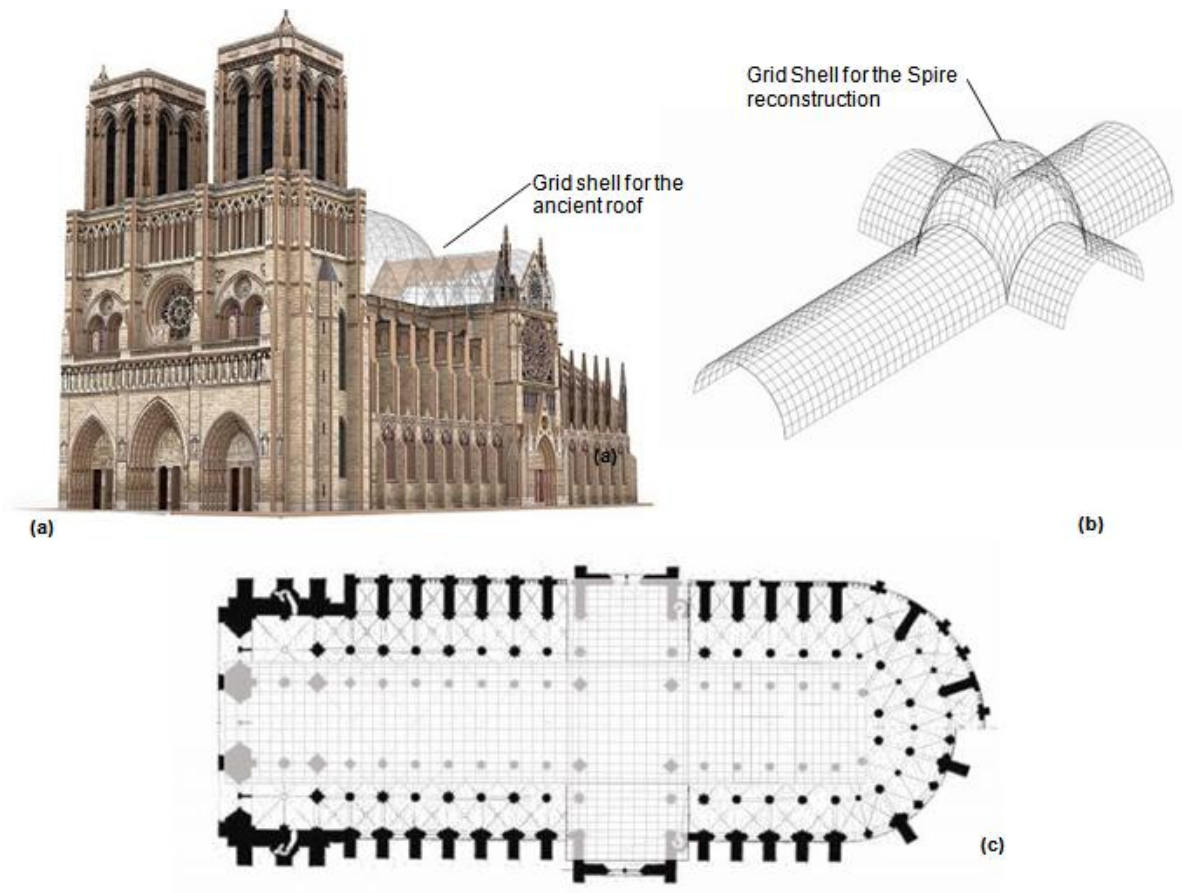 Grid Shell for the Spire
reconstruction
Grid shell for the
ancient roof
(a)
(a)
(b)
(c)